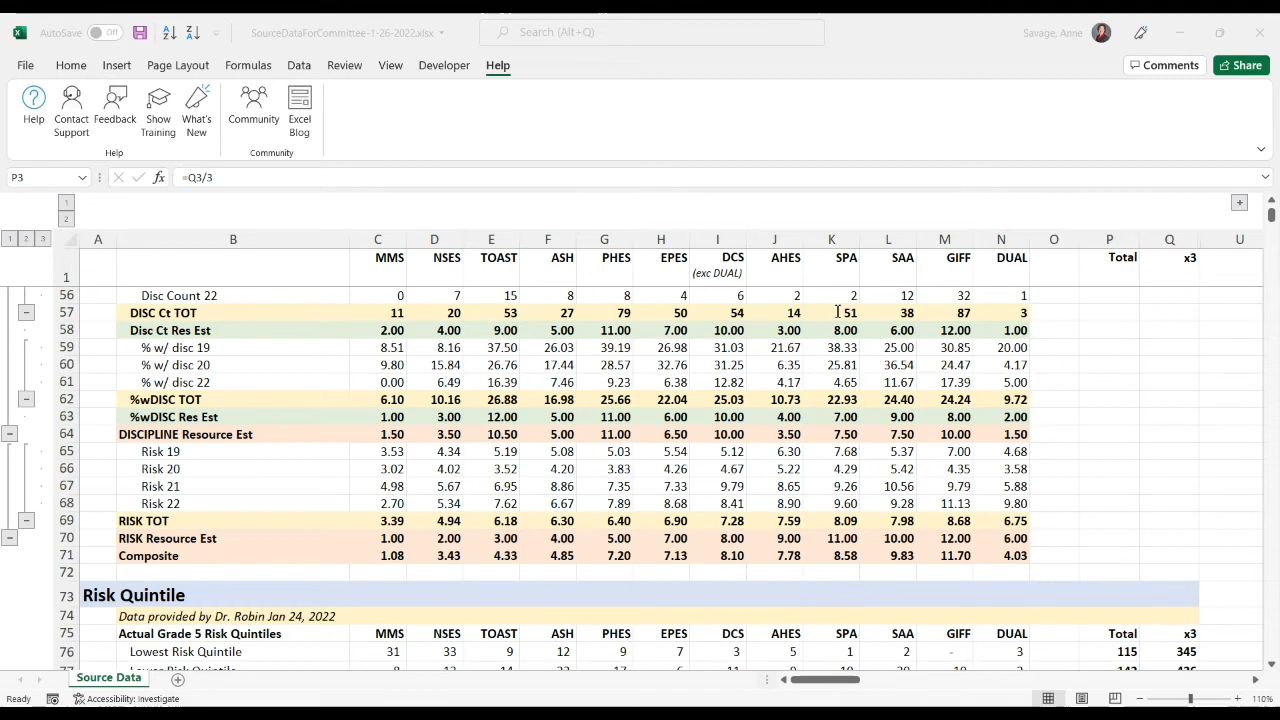 AutoSave Off SourceDataForCommittee-1-26-2022.xlsx Search (Alt+Q) Savage, Anne
File Home Insert Page Layout Formulas Data Review View Developer Help Comments Share
Help Contact Support Feedback Show Training What's New Community Excel Blog
Help Community
P3 fx =Q3/3
1
2
1 2 3 A B C D E F G H I J K L M N O P Q U
1 MMS NSES TOAST ASH PHES EPES DCS (exc DUAL) AHES SPA SAA GIFF DUAL Total x3
56 Disc Count 22 0 7 15 8 8 4 6 2 2 12 32 1
57 DISC Ct TOT 11 20 53 27 79 50 54 14 51 38 87 3
58 Disc Ct Res Est 2.00 4.00 9.00 5.00 11.00 7.00 10.00 3.00 8.00 6.00 12.00 1.00
59 % w/ disc 19 8.51 8.16 37.50 26.03 39.19 26.98 31.03 21.67 38.33 25.00 30.85 20.00
60 % w/ disc 20 9.80 15.84 26.76 17.44 28.57 32.76 31.25 6.35 25.81 36.54 24.47 4.17
61 % w/ disc 22 0.00 6.49 16.39 7.46 9.23 6.38 12.82 4.17 4.65 11.67 17.39 5.00
62 %wDISC TOT 6.10 10.16 26.88 16.98 25.66 22.04 25.03 10.73 22.93 24.40 24.24 9.72
63 %wDISC Res Est 1.00 3.00 12.00 5.00 11.00 6.00 10.00 4.00 7.00 9.00 8.00 2.00
64 DISCIPLINE Resource Est 1.50 3.50 10.50 5.00 11.00 6.50 10.00 3.50 7.50 7.50 10.00 1.50
65 Risk 19 3.53 4.34 5.19 5.08 5.03 5.54 5.12 6.30 7.68 5.37 7.00 4.68
66 Risk 20 3.02 4.02 3.52 4.20 3.83 4.26 4.67 5.22 4.29 5.42 4.35 3.58
67 Risk 21 4.98 5.67 6.95 8.86 7.35 7.33 9.79 8.65 9.26 10.56 9.79 5.88
68 Risk 22 2.70 5.34 7.62 6.67 7.89 8.68 8.41 8.90 9.60 9.28 11.13 9.80
69 RISK TOT 3.39 4.94 6.18 6.30 6.40 6.90 7.28 7.59 8.09 7.98 8.68 6.75
70 RISK Resource Est 1.00 2.00 3.00 4.00 5.00 7.00 8.00 9.00 11.00 10.00 12.00 6.00
71 Composite 1.08 3.43 4.33 4.85 7.20 7.13 8.10 7.78 8.58 9.83 11.70 4.03
72
73 Risk Quintile
74 Data provided by Dr. Robin Jan 24, 2022
75 Actual Grade 5 Risk Quintiles MMS NSES TOAST ASH PHES EPES DCS AHES SPA SAA GIFF DUAL Total x3
76 Lowest Risk Quintile 31 33 9 12 9 7 3 5 1 2 - 3 115 345
Source Data
Ready Accessibility: Investigate 110%